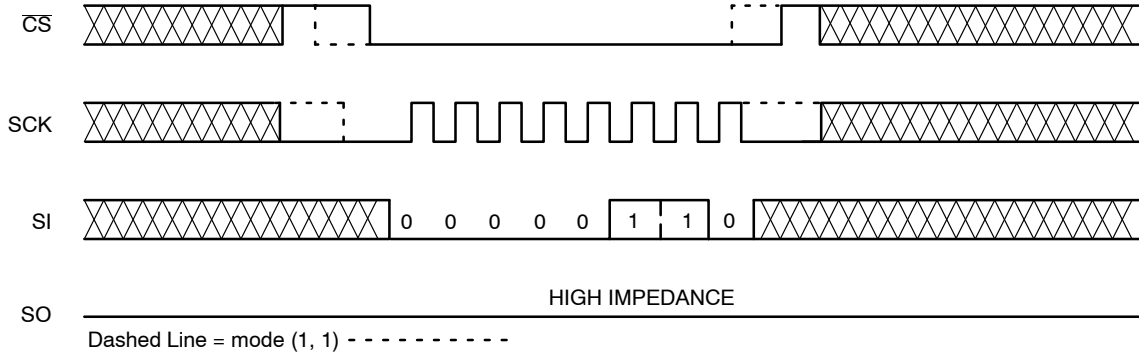 CS
SCK
SI 0 0 0 0 0 1 1 0
HIGH IMPEDANCE
SO
Dashed Line = mode (1, 1)